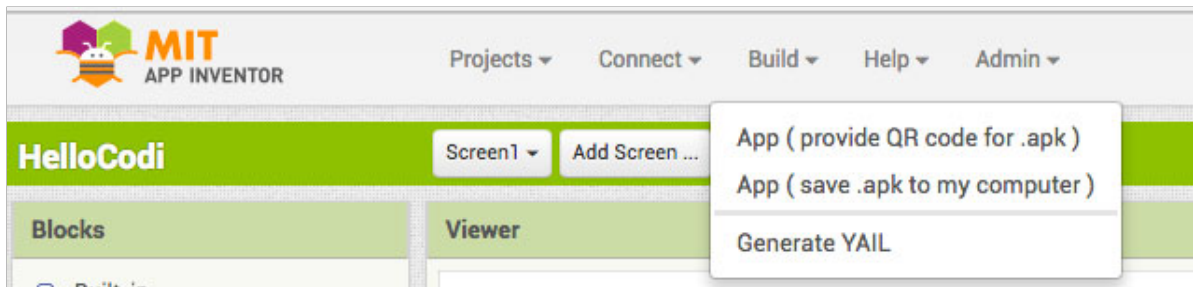 MIT
APP INVENTOR
Projects Connect Build Help Admin
HelloCodi
Screen1 Add Screen ...
App ( provide QR code for .apk )
App ( save .apk to my computer )
Generate YAIL
Blocks
Viewer